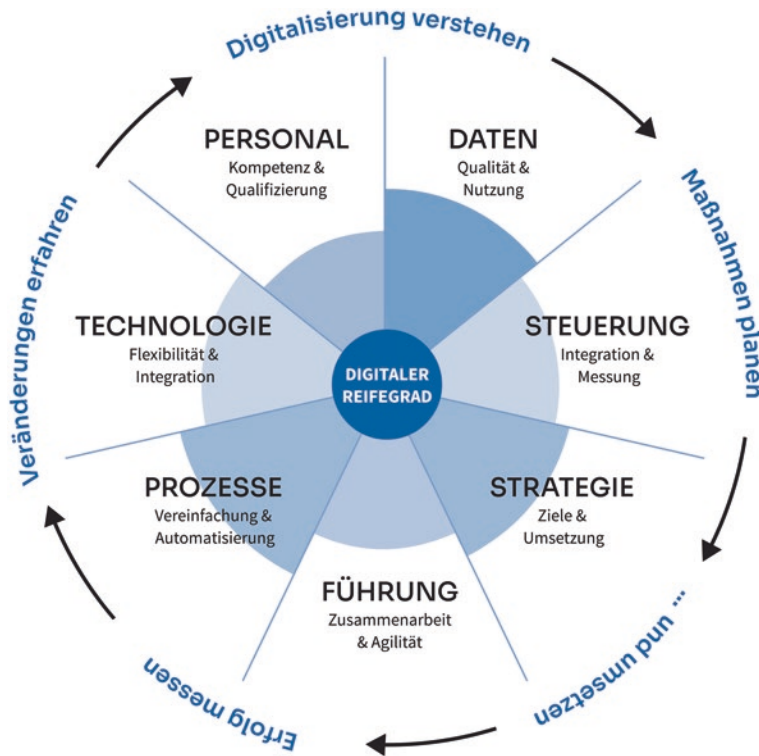 Digitalisierung verstehen
PERSONAL
Kompetenz &
Qualifizierung
DATEN
Qualität &
Nutzung
Maßnahmen planen
STEUERUNG
Integration &
Messung
STRATEGIE
Ziele &
Umsetzung
... und umsetzen
FÜHRUNG
Zusammenarbeit
& Agilität
Erfolg messen
PROZESSE
Vereinfachung &
Automatisierung
TECHNOLOGIE
Flexibilität &
Integration
Veränderungen erfahren
DIGITALER
REIFEGRAD